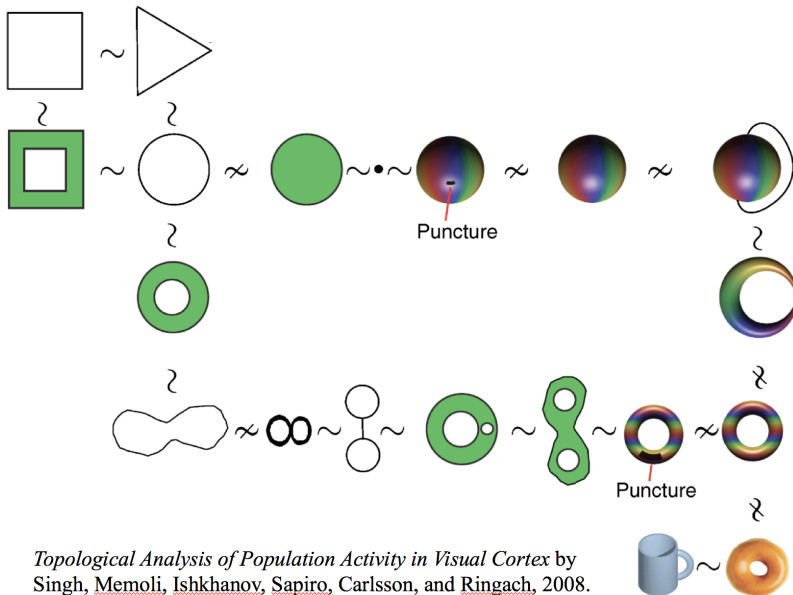 Puncture
Puncture
Topological Analysis of Population Activity in Visual Cortex by
Singh, Memoli, Ishkhanov, Sapiro, Carlsson, and Ringach, 2008.